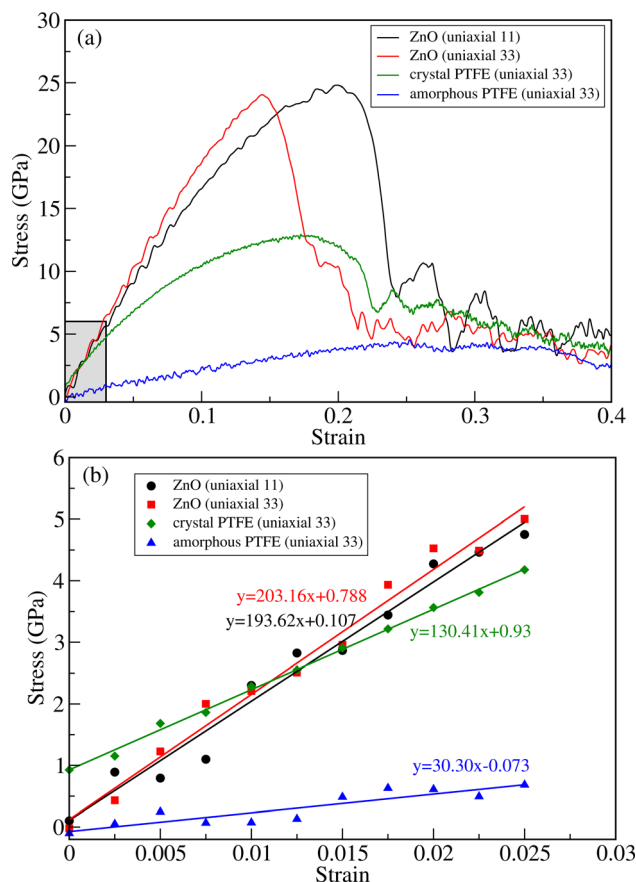 (a)
ZnO (uniaxial 11)
ZnO (uniaxial 33)
crystal PTFE (uniaxial 33)
amorphous PTFE (uniaxial 33)
30
25
20
15
10
5
0
Stress (GPa)
0 0.1 0.2 0.3 0.4
Strain
(b)
ZnO (uniaxial 11)
ZnO (uniaxial 33)
crystal PTFE (uniaxial 33)
amorphous PTFE (uniaxial 33)
y=203.16x+0.788
y=193.62x+0.107
y=130.41x+0.93
y=30.30x-0.073
6
5
4
3
2
1
0
Stress (GPa)
0 0.005 0.01 0.015 0.02 0.025 0.03
Strain